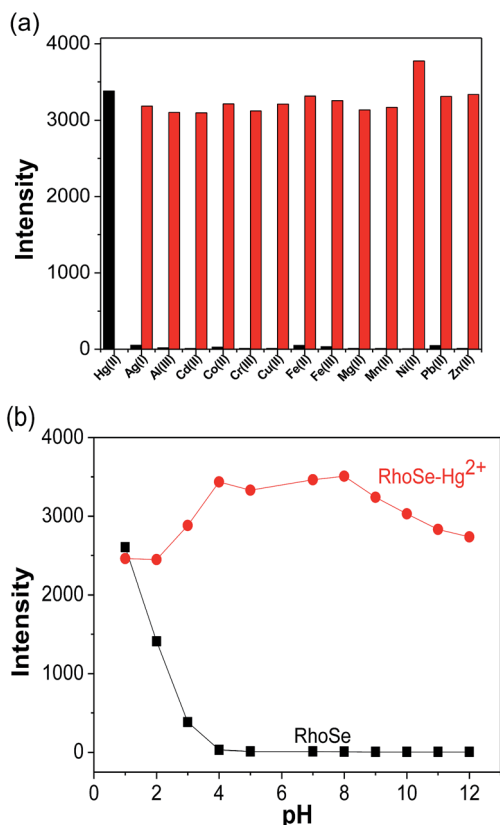 (a)
4000
3000
2000
1000
0
Intensity
Hg(II) Ag(I) Al(III) Cd(I) Co(II) Cr(III) Cu(II) Fe(II) Fe(III) Mg(II) Mn(II) Ni(II) Pb(II) Zn(II)
(b)
4000
3000
2000
1000
0
Intensity
RhoSe-Hg2+
RhoSe
0 2 4 6 8 10 12
pH